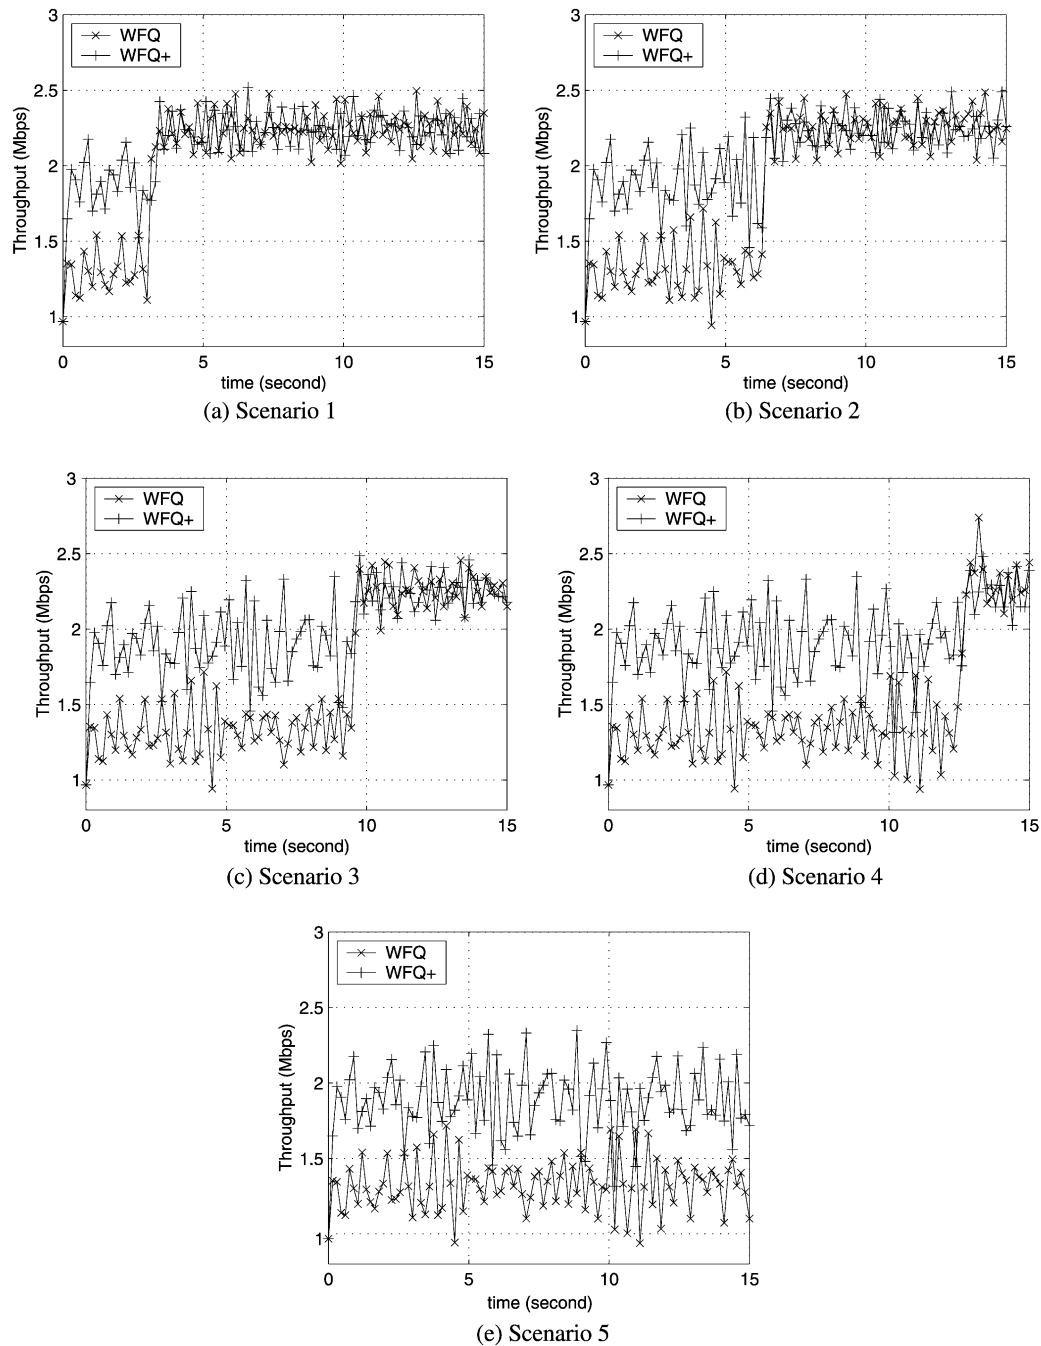 3
2.5
2
1.5
1
Throughput (Mbps)
WFQ
WFQ+
0
5
10
15
time (second)
(a) Scenario 1
3
2.5
2
1.5
1
Throughput (Mbps)
WFQ
WFQ+
0
5
10
15
time (second)
(b) Scenario 2
3
2.5
2
1.5
1
Throughput (Mbps)
WFQ
WFQ+
0
5
10
15
time (second)
(c) Scenario 3
3
2.5
2
1.5
1
Throughput (Mbps)
WFQ
WFQ+
0
5
10
15
time (second)
(d) Scenario 4
3
2.5
2
1.5
1
Throughput (Mbps)
WFQ
WFQ+
0
5
10
15
time (second)
(e) Scenario 5